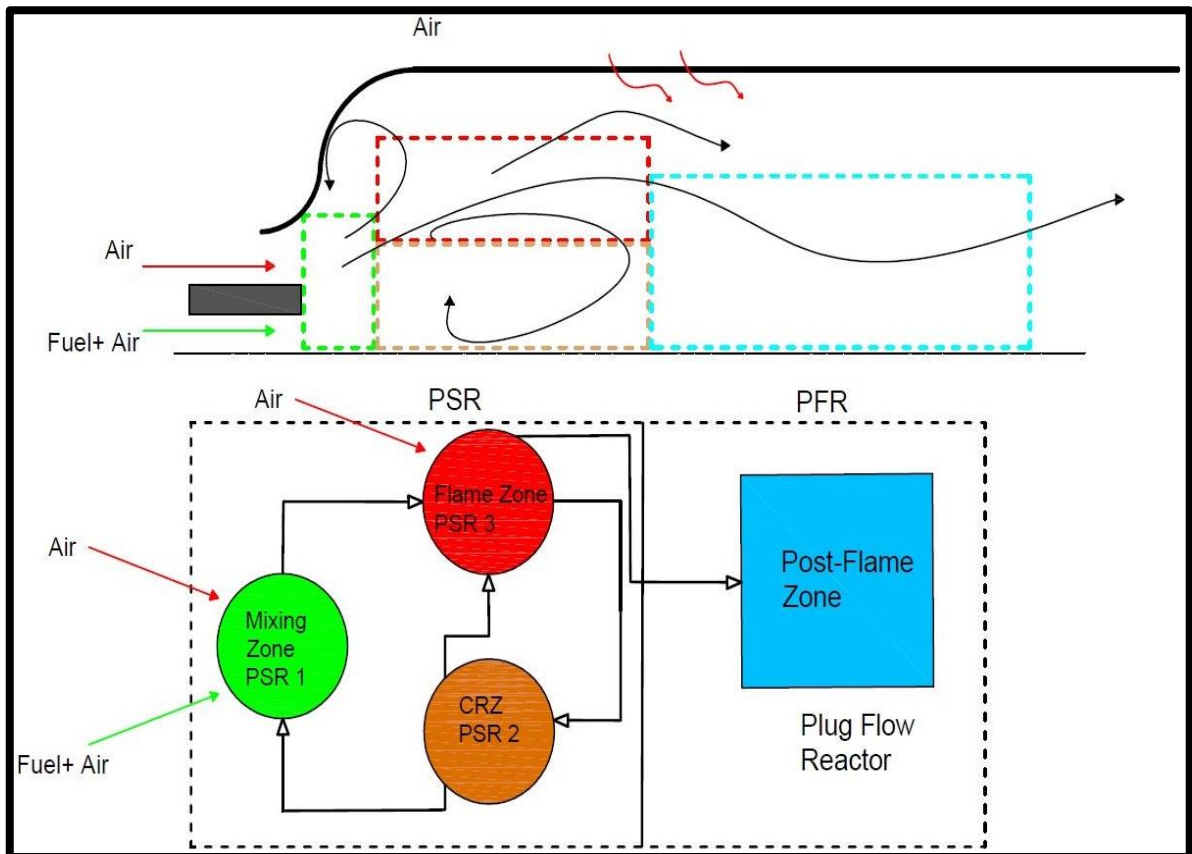 Air
Air
Fuel+ Air
Air
PSR
PFR
Flame Zone
PSR 3
Air
Mixing
Zone
PSR 1
Post-Flame
Zone
CRZ
PSR 2
Plug Flow
Reactor
Fuel+ Air